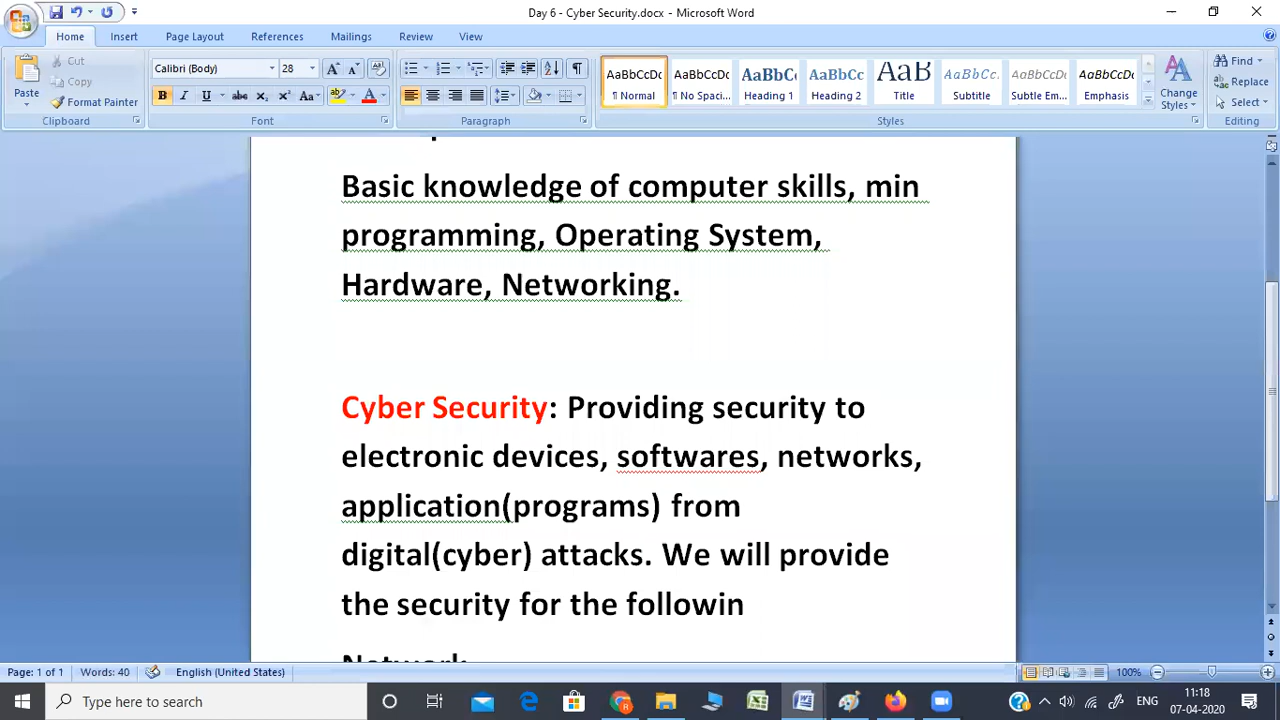 Day 6 - Cyber Security.docx - Microsoft Word
Home Insert Page Layout References Mailings Review View
Cut
Copy
Format Painter
Paste
Clipboard
Calibri (Body) 28
Font
Paragraph
AaBbCcDc AaBbCcDc AaBbC AaBbCc AaB AaBbCc. AaBbCcDc AaBbCcDc
¶ Normal ¶ No Spaci... Heading 1 Heading 2 Title Subtitle Subtle Em... Emphasis
Change Styles
Styles
Find
Replace
Select
Editing
Basic knowledge of computer skills, min
programming, Operating System,
Hardware, Networking.
Cyber Security: Providing security to
electronic devices, softwares, networks,
application(programs) from
digital(cyber) attacks. We will provide
the security for the followin
Network
Page: 1 of 1 Words: 40 English (United States) 100%
Type here to search
ENG
11:18
07-04-2020